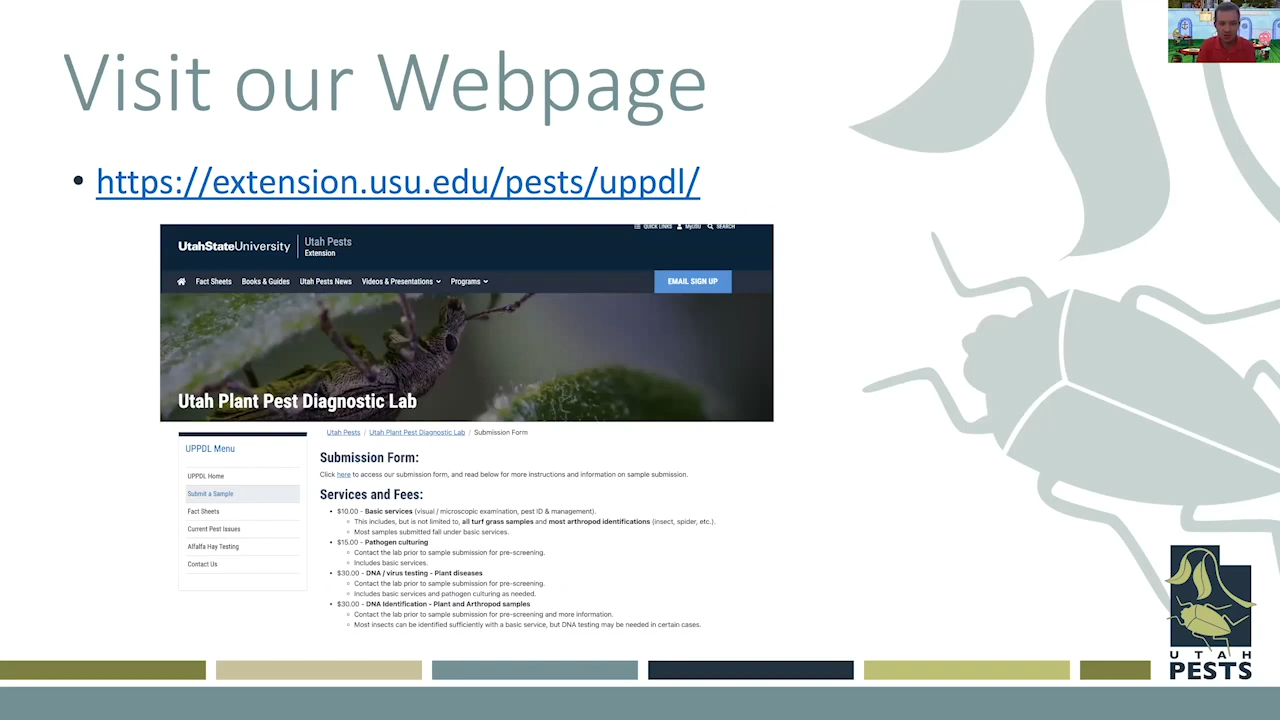 Visit our Webpage
• https://extension.usu.edu/pests/uppdl/
QUICK LINKS MyUSU SEARCH
UtahStateUniversity Utah Pests
Extension
Fact Sheets Books & Guides Utah Pests News Videos & Presentations Programs EMAIL SIGN UP
Utah Plant Pest Diagnostic Lab
Utah Pests / Utah Plant Pest Diagnostic Lab / Submission Form
UPPDL Menu
UPPDL Home
Submit a Sample
Fact Sheets
Current Pest Issues
Alfalfa Hay Testing
Contact Us
Submission Form:
Click here to access our submission form, and read below for more instructions and information on sample submission.
Services and Fees:
• $10.00 - Basic services (visual / microscopic examination, pest ID & management).
This includes, but is not limited to, all turf grass samples and most arthropod identifications (insect, spider, etc.).
Most samples submitted fall under basic services.
• $15.00 - Pathogen culturing
Contact the lab prior to sample submission for pre-screening.
Includes basic services.
• $30.00 - DNA / virus testing - Plant diseases
Contact the lab prior to sample submission for pre-screening.
Includes basic services and pathogen culturing as needed.
• $30.00 - DNA Identification - Plant and Arthropod samples
Contact the lab prior to sample submission for pre-screening and more information.
Most insects can be identified sufficiently with a basic service, but DNA testing may be needed in certain cases.
UTAH
PESTS